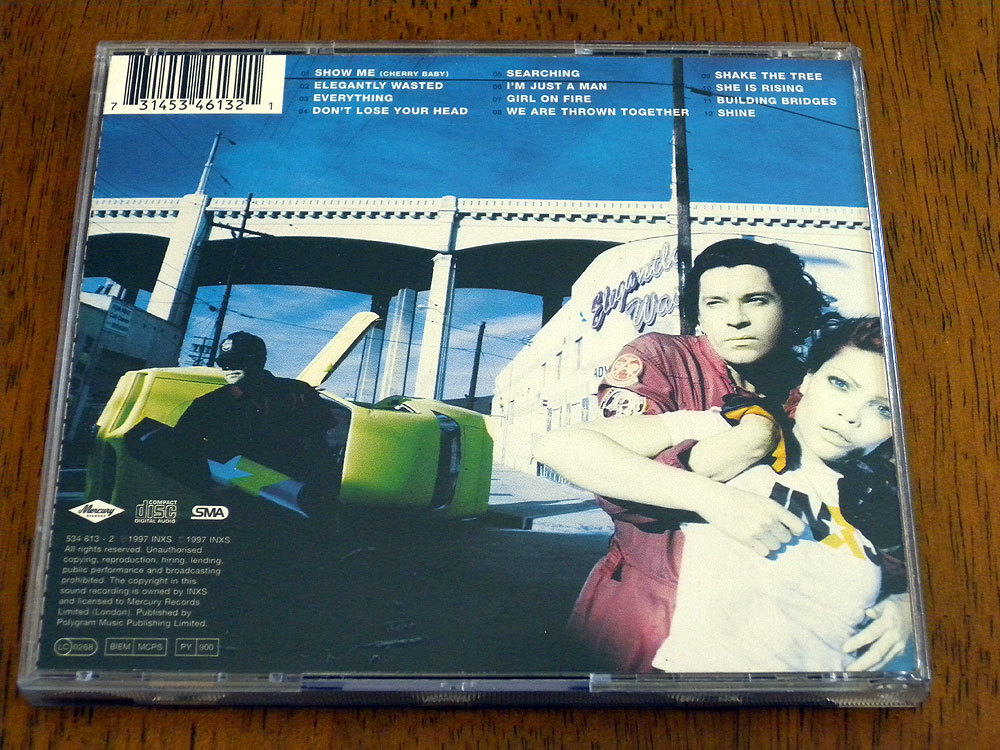 7 31453 46132 1
01 SHOW ME (CHERRY BABY)
02 ELEGANTLY WASTED
03 EVERYTHING
04 DON'T LOSE YOUR HEAD
05 SEARCHING
06 I'M JUST A MAN
07 GIRL ON FIRE
08 WE ARE THROWN TOGETHER
09 SHAKE THE TREE
10 SHE IS RISING
11 BUILDING BRIDGES
12 SHINE
Elegantly
Wa
INXS
Mercury
RECORDS
COMPACT
disc
DIGITAL AUDIO
SMA
534 613 - 2 ℗1997 INXS ©1997 INXS
All rights reserved. Unauthorised
copying, reproduction, hiring, lending,
public performance and broadcasting
prohibited. The copyright in this
sound recording is owned by INXS
and licensed to Mercury Records
Limited (London). Published by
Polygram Music Publishing Limited.
LC 0268 BIEM MCPS PY 900